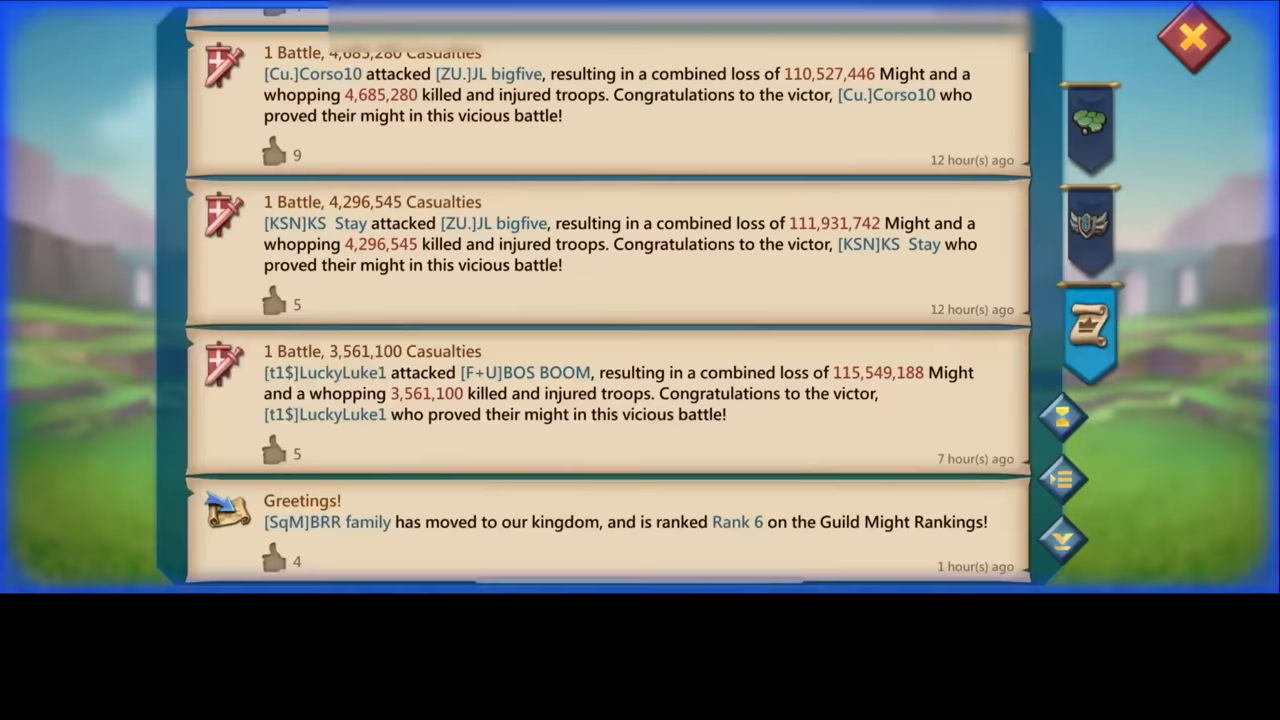 1 Battle, 4,685,280 Casualties
[Cu.]Corso10 attacked [ZU.]JL bigfive, resulting in a combined loss of 110,527,446 Might and a
whopping 4,685,280 killed and injured troops. Congratulations to the victor, [Cu.]Corso10 who
proved their might in this vicious battle!
9
12 hour(s) ago
1 Battle, 4,296,545 Casualties
[KSN]KS Stay attacked [ZU.]JL bigfive, resulting in a combined loss of 111,931,742 Might and a
whopping 4,296,545 killed and injured troops. Congratulations to the victor, [KSN]KS Stay who
proved their might in this vicious battle!
5
12 hour(s) ago
1 Battle, 3,561,100 Casualties
[t1$]LuckyLuke1 attacked [F+U]BOS BOOM, resulting in a combined loss of 115,549,188 Might
and a whopping 3,561,100 killed and injured troops. Congratulations to the victor,
[t1$]LuckyLuke1 who proved their might in this vicious battle!
5
7 hour(s) ago
Greetings!
[SqM]BRR family has moved to our kingdom, and is ranked Rank 6 on the Guild Might Rankings!
4
1 hour(s) ago